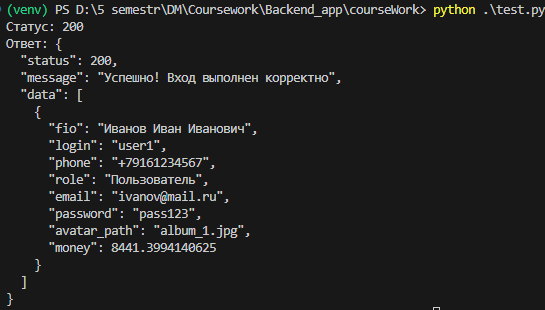 (venv) PS D:\5 semestr\DM\Coursework\Backend_app\courseWork> python .\test.py
Статус: 200
Ответ: {
  "status": 200,
  "message": "Успешно! Вход выполнен корректно",
  "data": [
    {
      "fio": "Иванов Иван Иванович",
      "login": "user1",
      "phone": "+79161234567",
      "role": "Пользователь",
      "email": "ivanov@mail.ru",
      "password": "pass123",
      "avatar_path": "album_1.jpg",
      "money": 8441.3994140625
    }
  ]
}